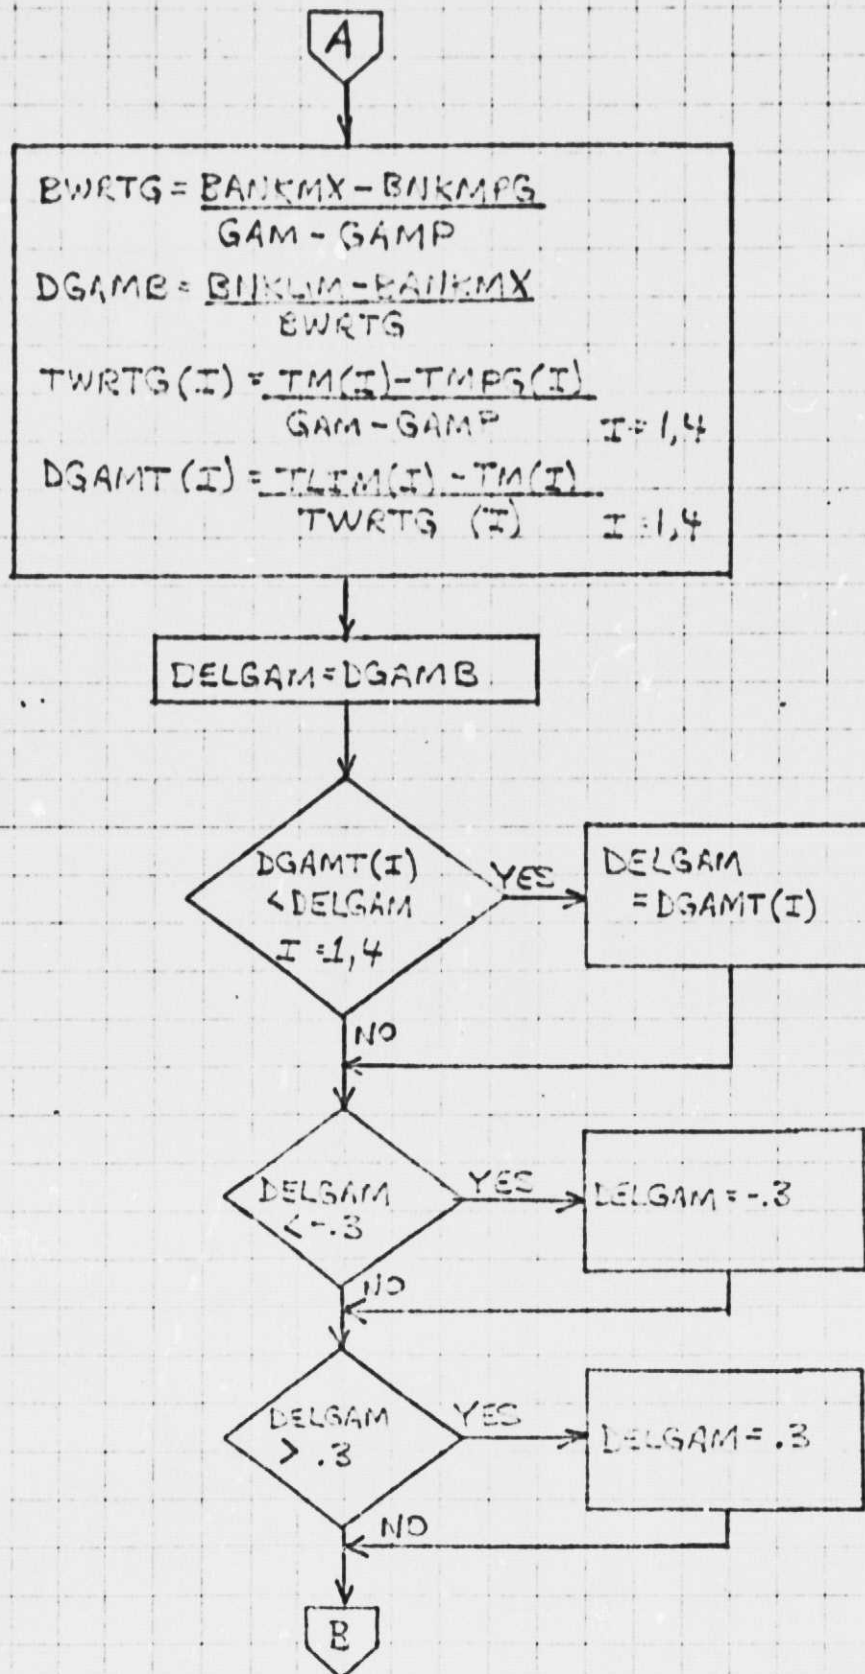 A
BWRTG = BANKMX - BNKMPG
GAM - GAMP
DGAMB = BNKLIM - BANKMX
BWRTG
TWRTG (I) = TM(I) - TMPG(I)
GAM - GAMP I = 1,4
DGAMT (I) = TLIM(I) - TM(I)
TWRTG (I) I = 1,4
DELGAM = DGAMB
DGAMT(I)
< DELGAM
I = 1,4
YES
DELGAM
= DGAMT(I)
NO
DELGAM
< -.3
YES
DELGAM = -.3
NO
DELGAM
> .3
YES
DELGAM = .3
NO
B